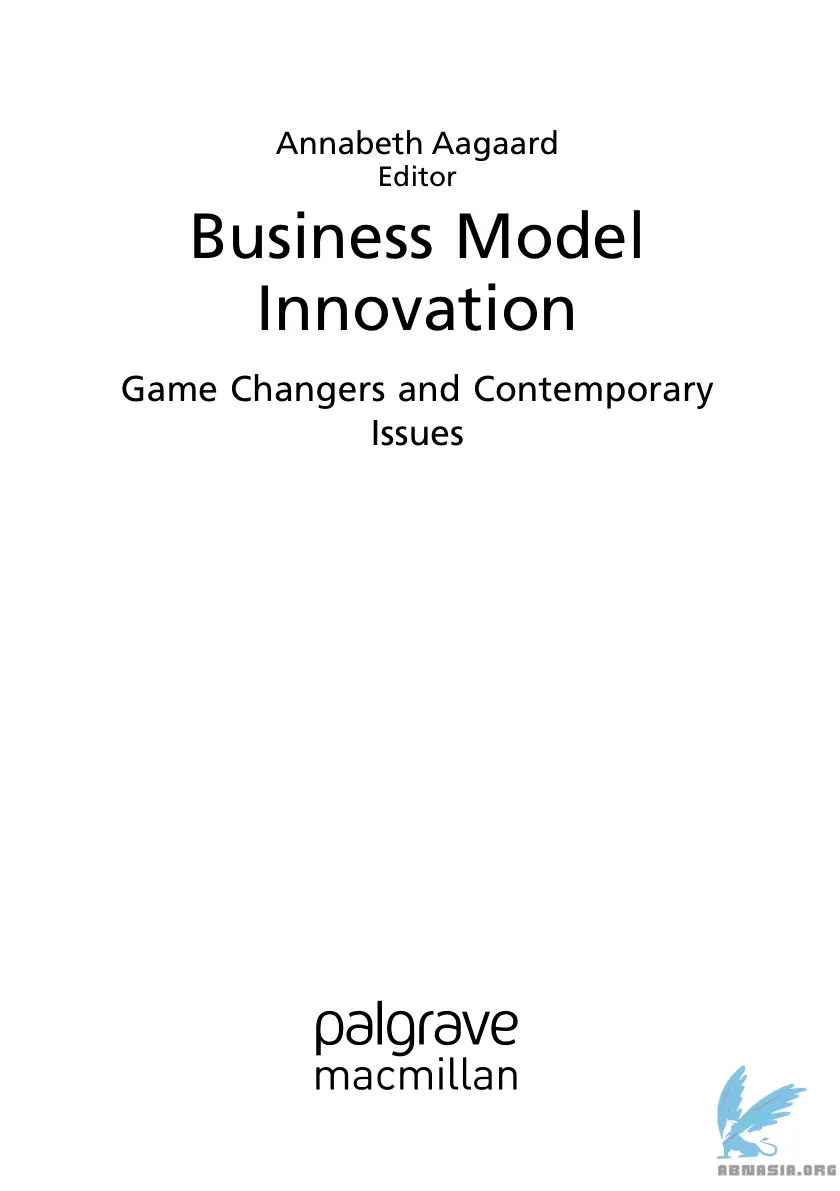 Annabeth Aagaard
Editor
Business Model
Innovation
Game Changers and Contemporary
Issues
palgrave
macmillan
ABMASIA.ORG